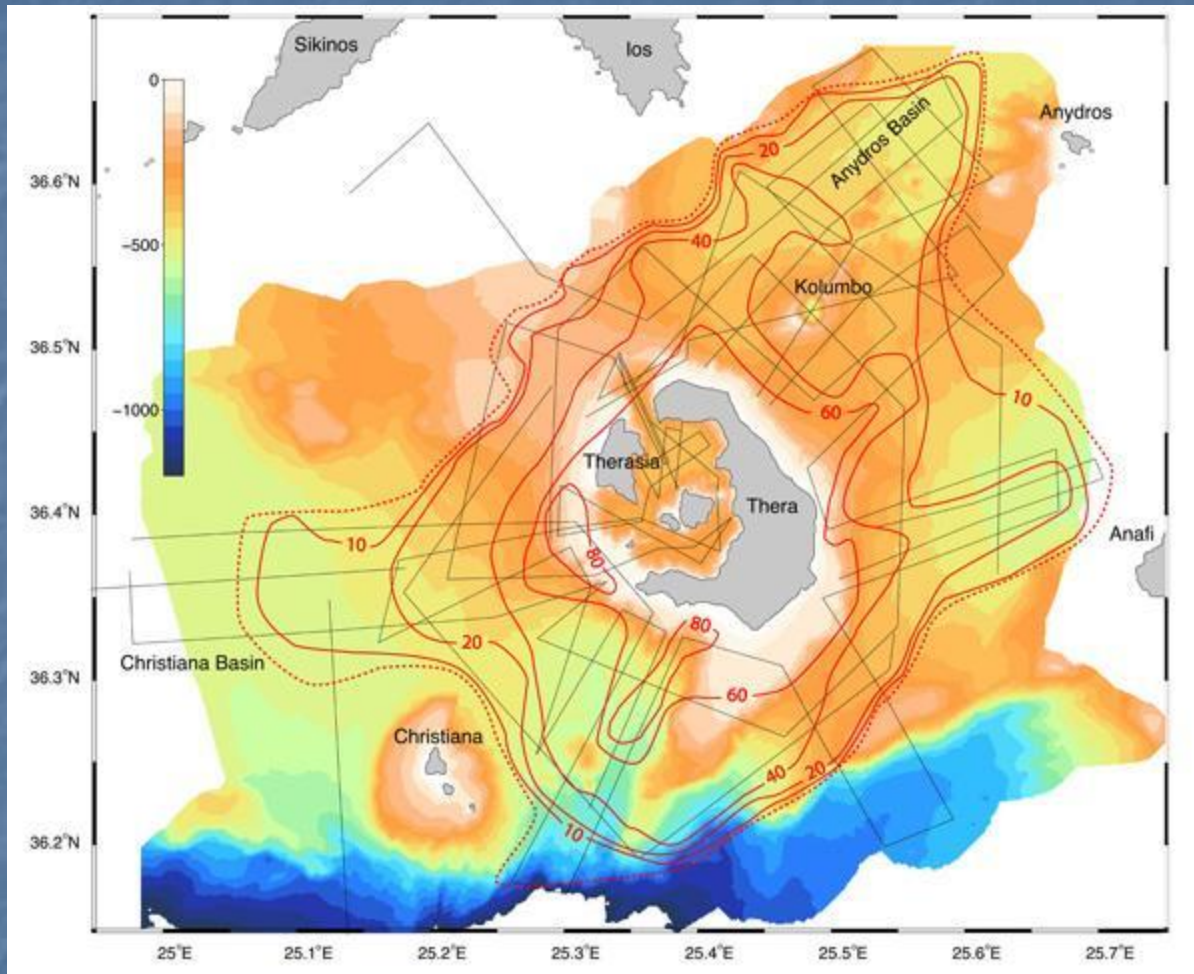 Sikinos
Ios
0
Anydros
20
Anydros Basin
36.6°N
-500
40
Kolumbo
36.5°N
-1000
10
60
Therasia
Thera
36.4°N
Anafi
10
80
80
20
Christiana Basin
36.3°N
60
Christiana
40
20
10
36.2°N
25°E
25.1°E
25.2°E
25.3°E
25.4°E
25.5°E
25.6°E
25.7°E